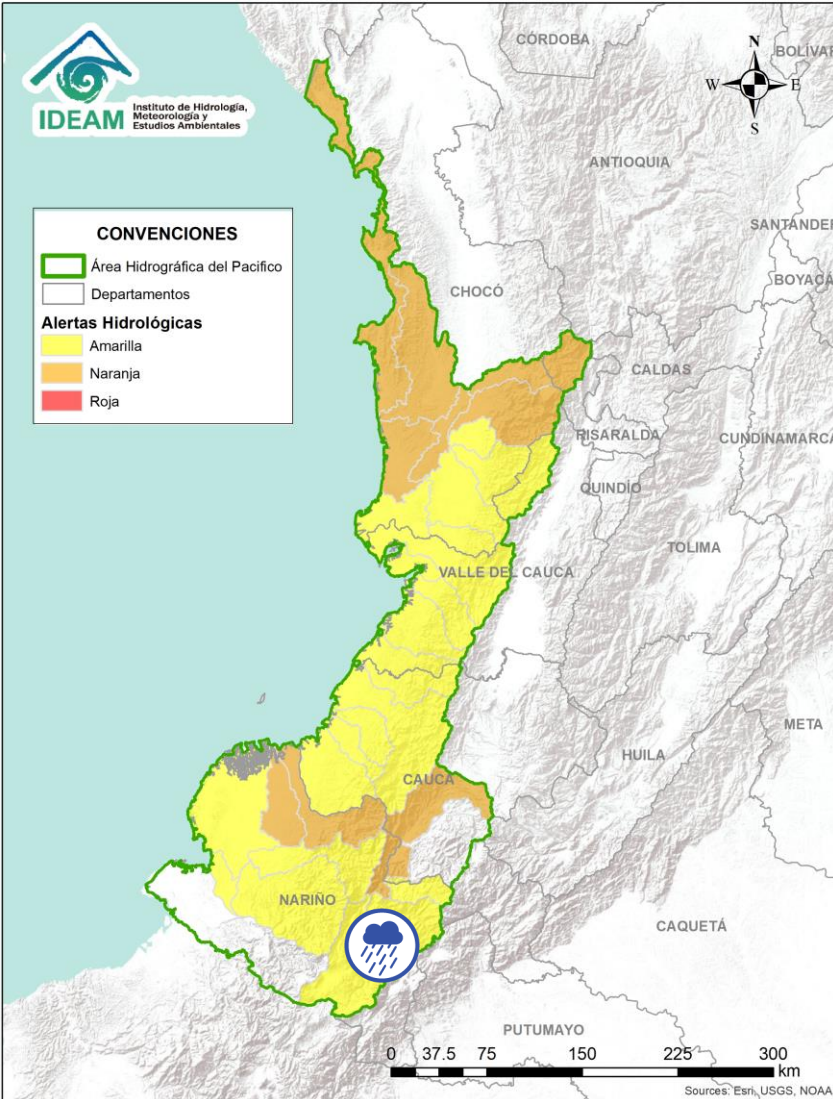 IDEAM
Instituto de Hidrología,
Meteorología y
Estudios Ambientales
N
W
E
S
CÓRDOBA
BOLÍVAR
ANTIOQUIA
SANTANDER
BOYACÁ
CONVENCIONES
Área Hidrográfica del Pacifico
Departamentos
Alertas Hidrológicas
Amarilla
Naranja
Roja
CHOCÓ
CALDAS
RISARALDA
CUNDINAMARCA
QUINDÍO
TOLIMA
VALLE DEL CAUCA
META
HUILA
CAUCA
NARIÑO
CAQUETÁ
PUTUMAYO
0 37.5 75 150 225 300
km
Sources: Esri, USGS, NOAA